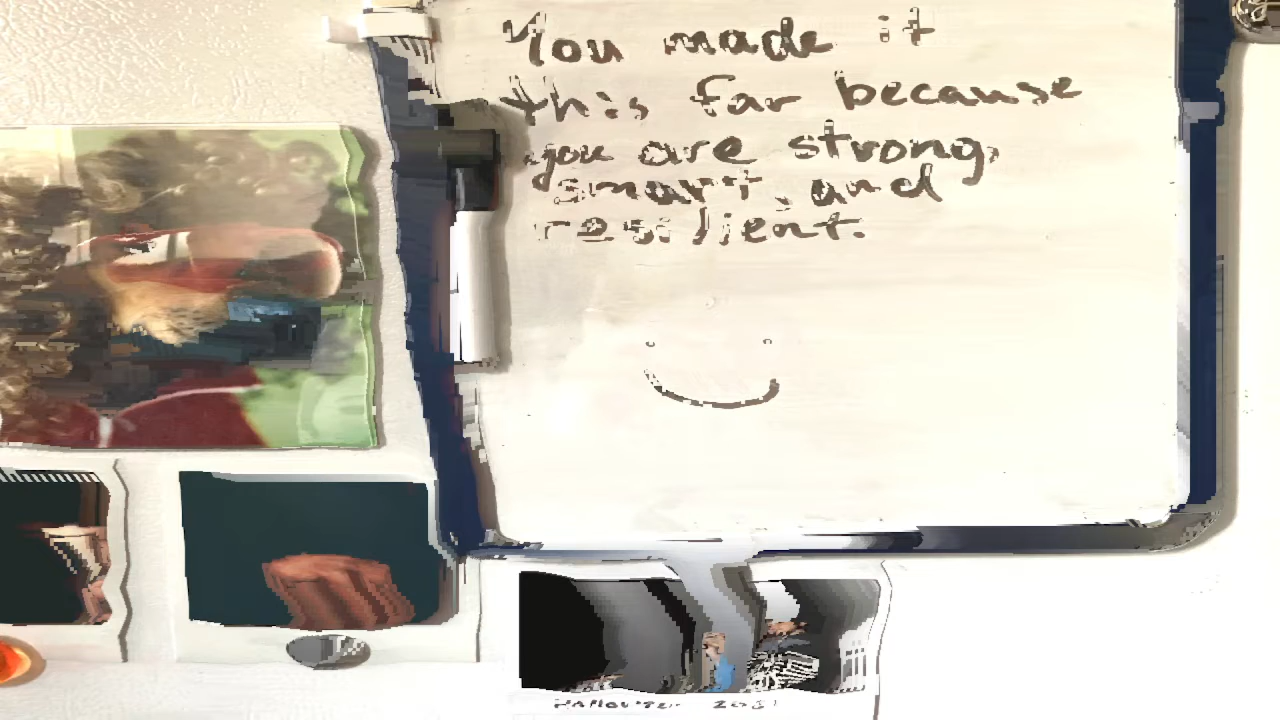 You made it
this far because
you are strong,
smart, and
resilient.